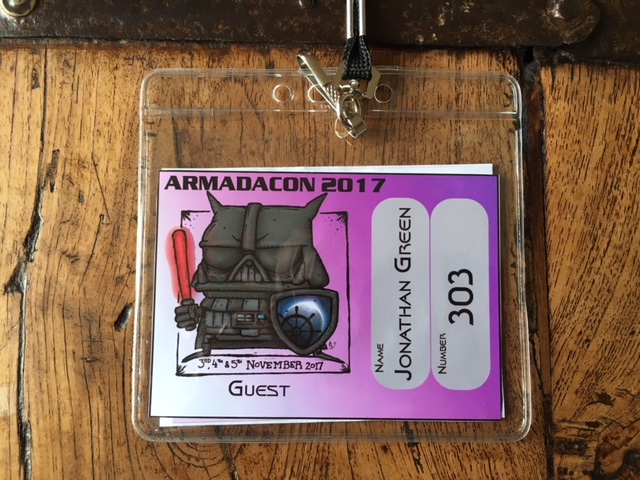 ARMADACON 2017
3RD, 4TH & 5TH NOVEMBER 2017
GUEST
NAME
JONATHAN GREEN
NUMBER
303